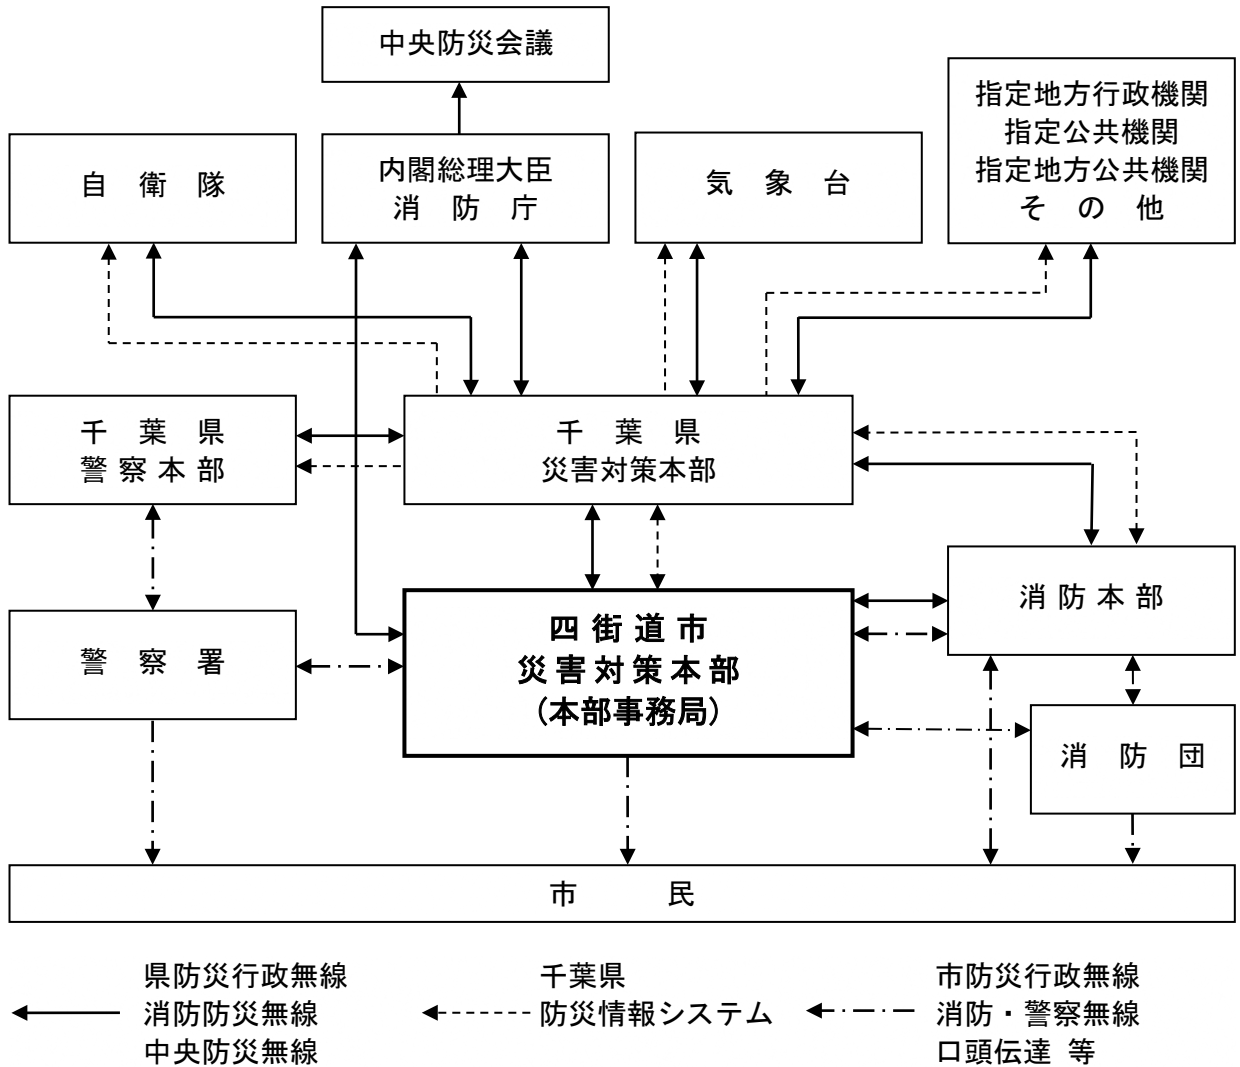 中央防災会議
指定地方行政機関
指定公共機関
指定地方公共機関
そ の 他
自 衛 隊
内閣総理大臣
消 防 庁
気 象 台
千 葉 県
警察本部
千 葉 県
災害対策本部
消防本部
警 察 署
四街道市
災害対策本部
(本部事務局)
消 防 団
市 民
県防災行政無線
消防防災無線
中央防災無線
千葉県
防災情報システム
市防災行政無線
消防・警察無線
口頭伝達 等